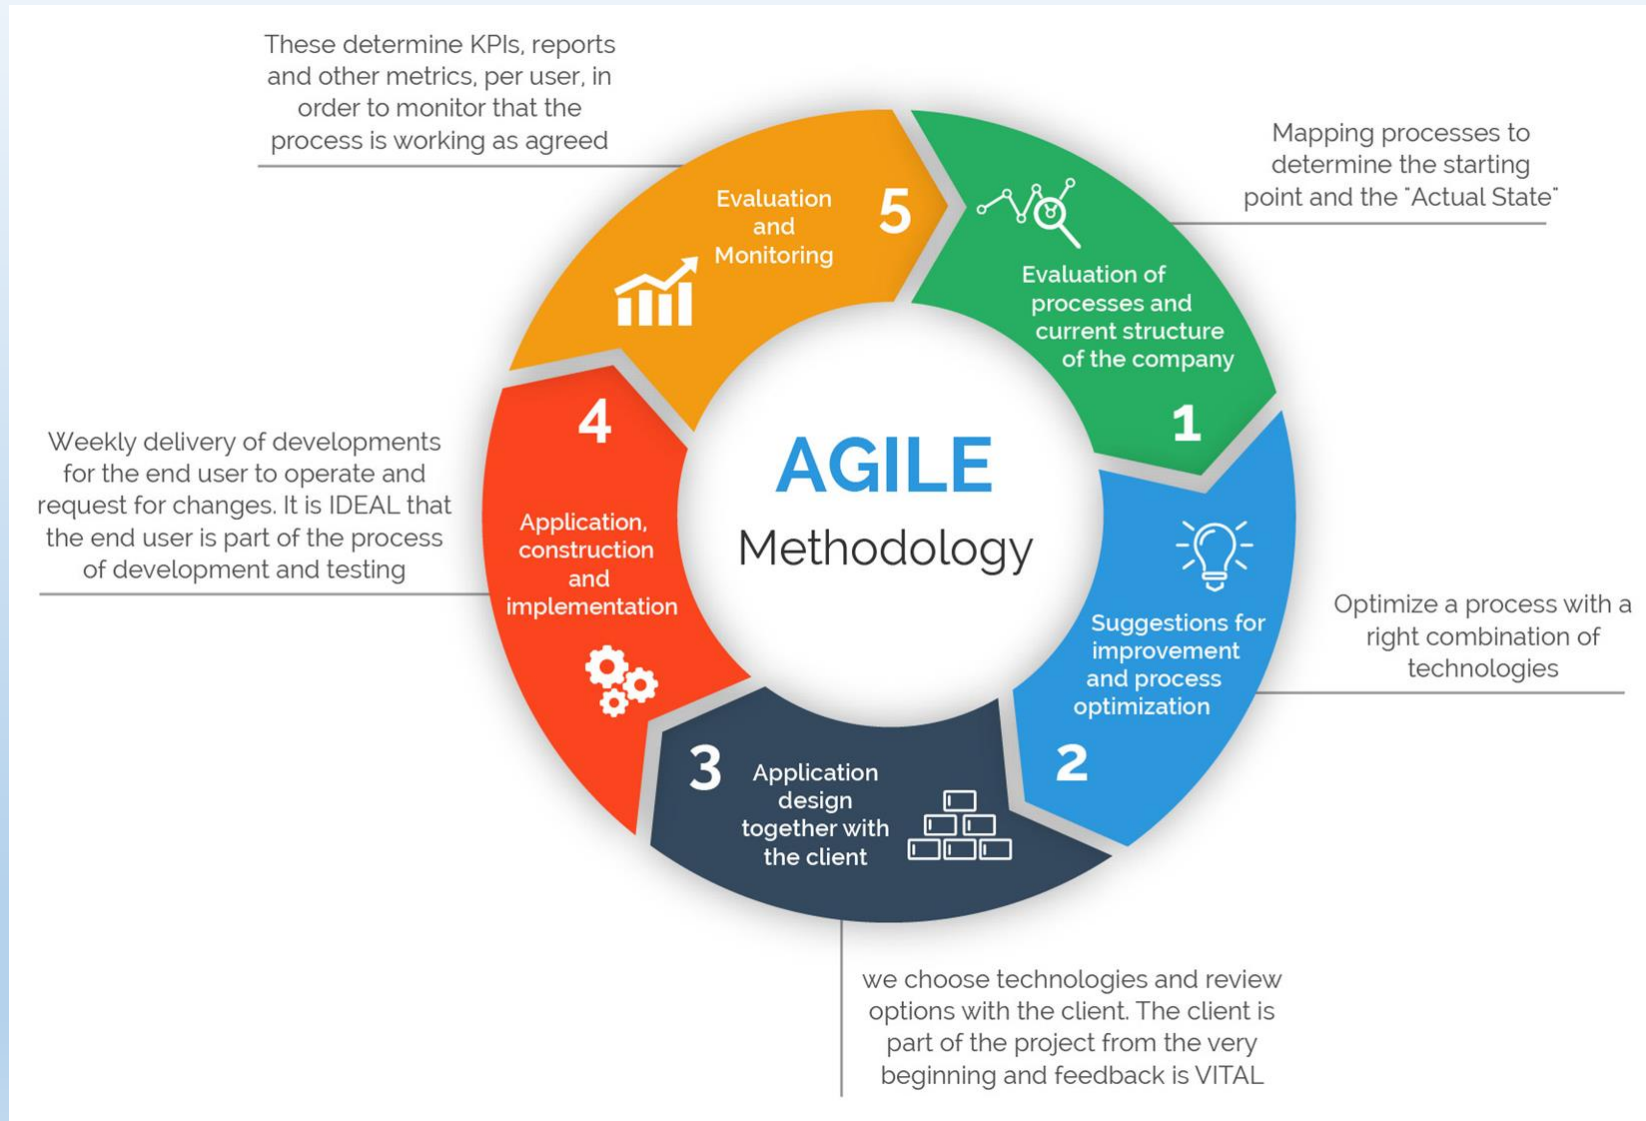 These determine KPIs, reports
and other metrics, per user, in
order to monitor that the
process is working as agreed
Evaluation
and
Monitoring
5
Mapping processes to
determine the starting
point and the "Actual State"
Evaluation of
processes and
current structure
of the company
1
AGILE
Methodology
Weekly delivery of developments
for the end user to operate and
request for changes. It is IDEAL that
the end user is part of the process
of development and testing
4
Application,
construction
and
implementation
Suggestions for
improvement
and process
optimization
2
Optimize a process with a
right combination of
technologies
3
Application
design
together with
the client
we choose technologies and review
options with the client. The client is
part of the project from the very
beginning and feedback is VITAL